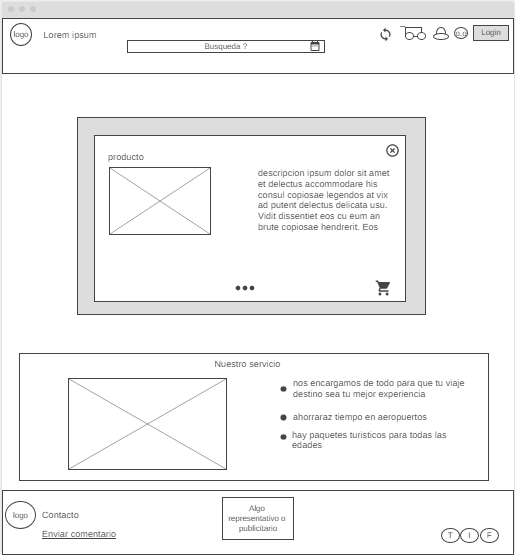 logo
Lorem ipsum
Busqueda ?
Login
producto
descripcion ipsum dolor sit amet
et delectus accommodare his
consul copiosae legendos at vix
ad putent delectus delicata usu.
Vidit dissentiet eos cu eum an
brute copiosae hendrerit. Eos
Nuestro servicio
nos encargamos de todo para que tu viaje
destino sea tu mejor experiencia
ahorraraz tiempo en aeropuertos
hay paquetes turisticos para todas las
edades
logo
Contacto
Enviar comentario
Algo
representativo o
publicitario
T I F